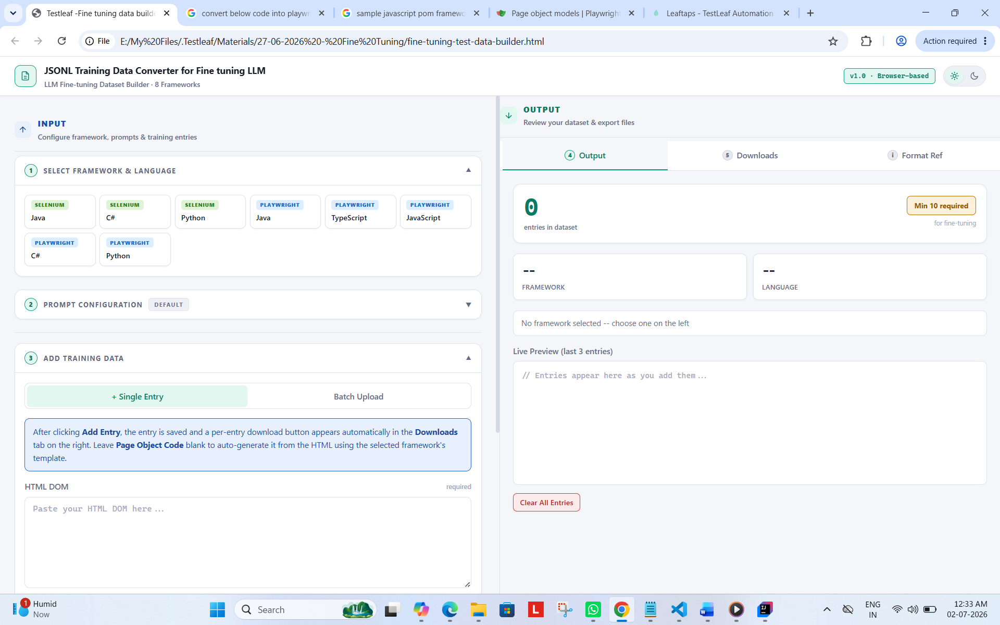 Testleaf -Fine tuning data builde
convert below code into playwr
sample javascript pom framewo
Page object models | Playwright
Leaftaps - TestLeaf Automation
File
E:/My%20Files/.Testleaf/Materials/27-06-2026%20-%20Fine%20Tuning/fine-tuning-test-data-builder.html
Action required
JSONL Training Data Converter for Fine tuning LLM
LLM Fine-tuning Dataset Builder · 8 Frameworks
v1.0 · Browser-based
INPUT
Configure framework, prompts & training entries
1 SELECT FRAMEWORK & LANGUAGE
SELENIUM
Java
SELENIUM
C#
SELENIUM
Python
PLAYWRIGHT
Java
PLAYWRIGHT
TypeScript
PLAYWRIGHT
JavaScript
PLAYWRIGHT
C#
PLAYWRIGHT
Python
2 PROMPT CONFIGURATION DEFAULT
3 ADD TRAINING DATA
+ Single Entry
Batch Upload
After clicking Add Entry, the entry is saved and a per-entry download button appears automatically in the Downloads
tab on the right. Leave Page Object Code blank to auto-generate it from the HTML using the selected framework's
template.
HTML DOM
required
Paste your HTML DOM here...
OUTPUT
Review your dataset & export files
4 Output
5 Downloads
i Format Ref
0
entries in dataset
Min 10 required
for fine-tuning
--
FRAMEWORK
--
LANGUAGE
No framework selected -- choose one on the left
Live Preview (last 3 entries)
// Entries appear here as you add them...
Clear All Entries
1
Humid
Now
Search
L
W
IJ
ENG
IN
12:33 AM
02-07-2026